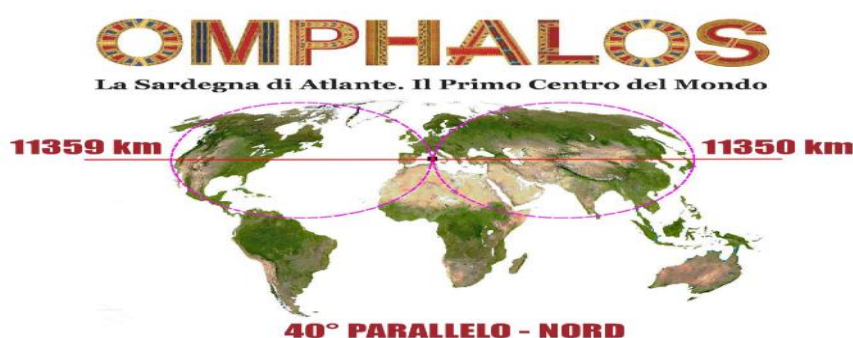 OMPHALOS
La Sardegna di Atlante. Il Primo Centro del Mondo
11359 km
11350 km
40° PARALLELO - NORD